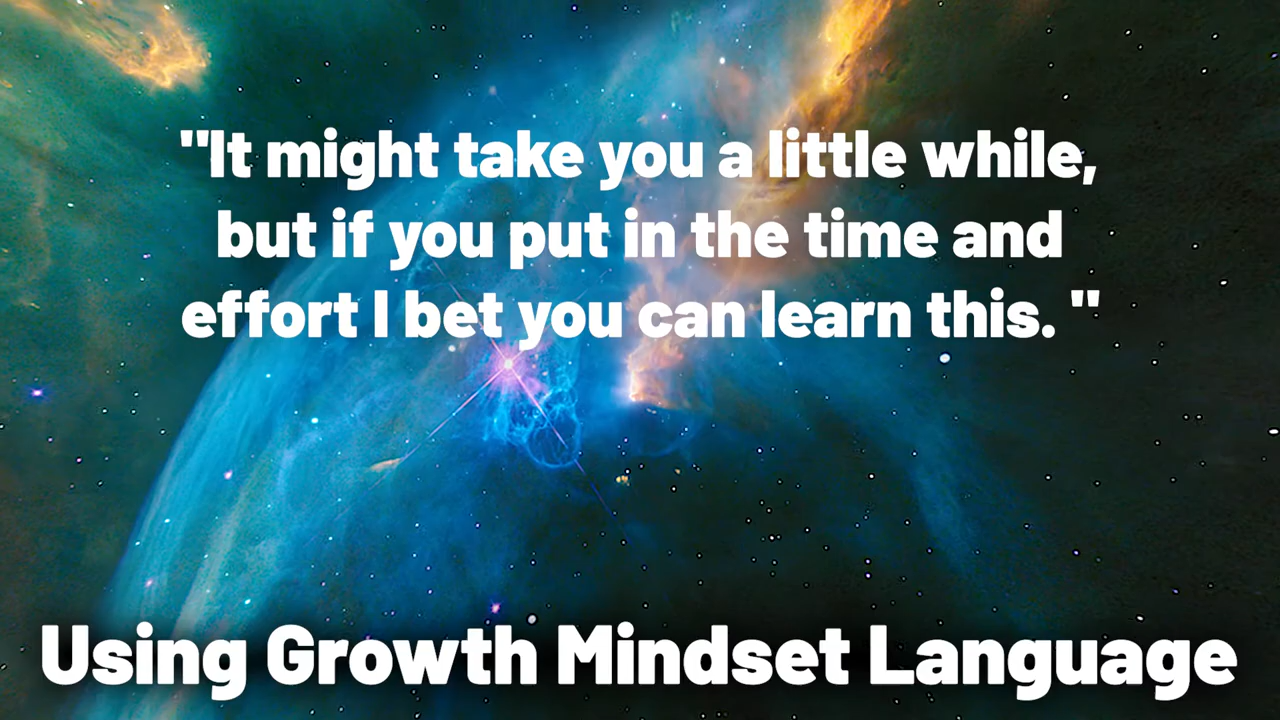 "It might take you a little while,
but if you put in the time and
effort I bet you can learn this. "
Using Growth Mindset Language